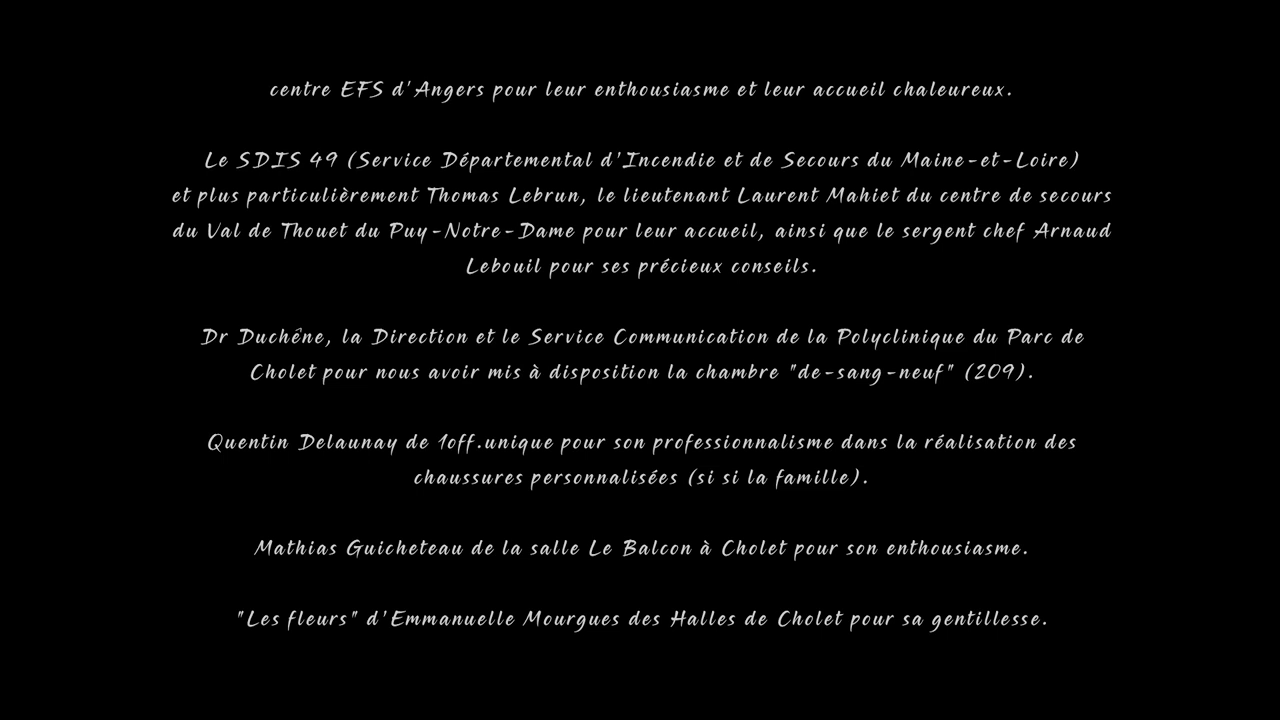 centre EFS d'Angers pour leur enthousiasme et leur accueil chaleureux.
Le SDIS 49 (Service Départemental d'Incendie et de Secours du Maine-et-Loire)
et plus particulièrement Thomas Lebrun, le lieutenant Laurent Mahiet du centre de secours
du Val de Thouet du Puy-Notre-Dame pour leur accueil, ainsi que le sergent chef Arnaud
Lebouil pour ses précieux conseils.
Dr Duchêne, la Direction et le Service Communication de la Polyclinique du Parc de
Cholet pour nous avoir mis à disposition la chambre "de-sang-neuf" (209).
Quentin Delaunay de 1off.unique pour son professionnalisme dans la réalisation des
chaussures personnalisées (si si la famille).
Mathias Guicheteau de la salle Le Balcon à Cholet pour son enthousiasme.
"Les fleurs" d'Emmanuelle Mourgues des Halles de Cholet pour sa gentillesse.